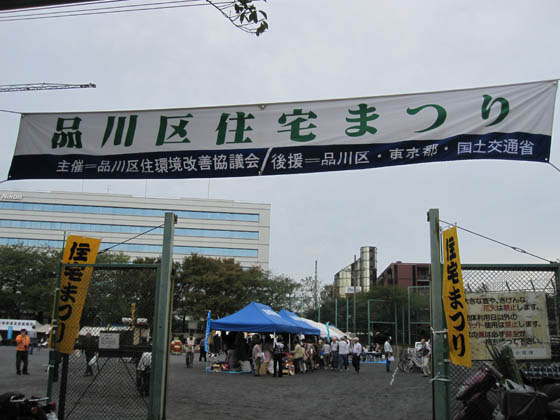 品川区住宅まつり
主催=品川区住環境改善協議会/後援=品川区・東京都・国土交通省
Nikon
住宅まつり
住宅まつり